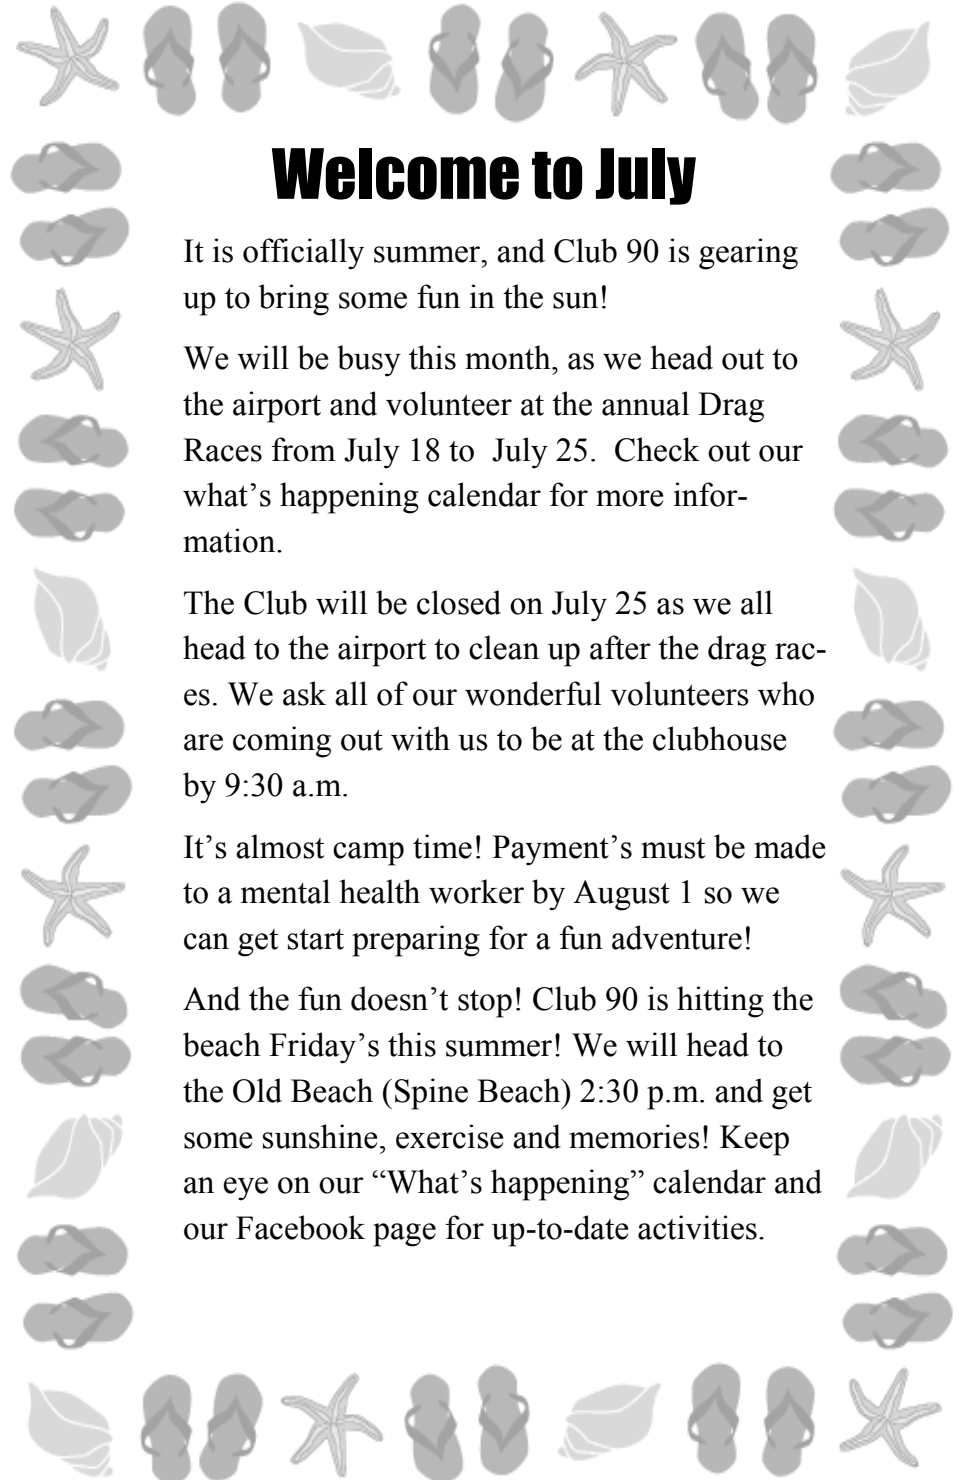 Welcome to July
It is officially summer, and Club 90 is gearing
up to bring some fun in the sun!
We will be busy this month, as we head out to
the airport and volunteer at the annual Drag
Races from July 18 to  July 25.  Check out our
what’s happening calendar for more infor-
mation.
The Club will be closed on July 25 as we all
head to the airport to clean up after the drag rac-
es. We ask all of our wonderful volunteers who
are coming out with us to be at the clubhouse
by 9:30 a.m.
It’s almost camp time! Payment’s must be made
to a mental health worker by August 1 so we
can get start preparing for a fun adventure!
And the fun doesn’t stop! Club 90 is hitting the
beach Friday’s this summer! We will head to
the Old Beach (Spine Beach) 2:30 p.m. and get
some sunshine, exercise and memories! Keep
an eye on our “What’s happening” calendar and
our Facebook page for up-to-date activities.